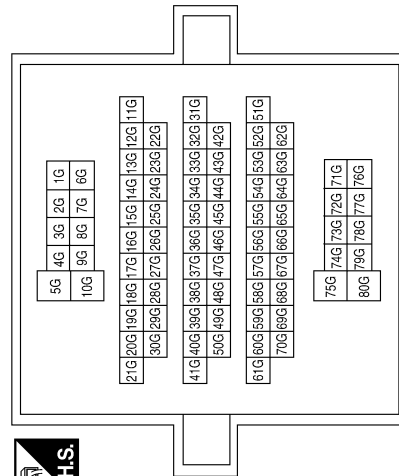 5G 4G 3G 2G 1G
10G 9G 8G 7G 6G
21G 20G 19G 18G 17G 16G 15G 14G 13G 12G 11G
30G 29G 28G 27G 26G 25G 24G 23G 22G
41G 40G 39G 38G 37G 36G 35G 34G 33G 32G 31G
50G 49G 48G 47G 46G 45G 44G 43G 42G
61G 60G 59G 58G 57G 56G 55G 54G 53G 52G 51G
70G 69G 68G 67G 66G 65G 64G 63G 62G
75G 74G 73G 72G 71G
80G 79G 78G 77G 76G
H.S.